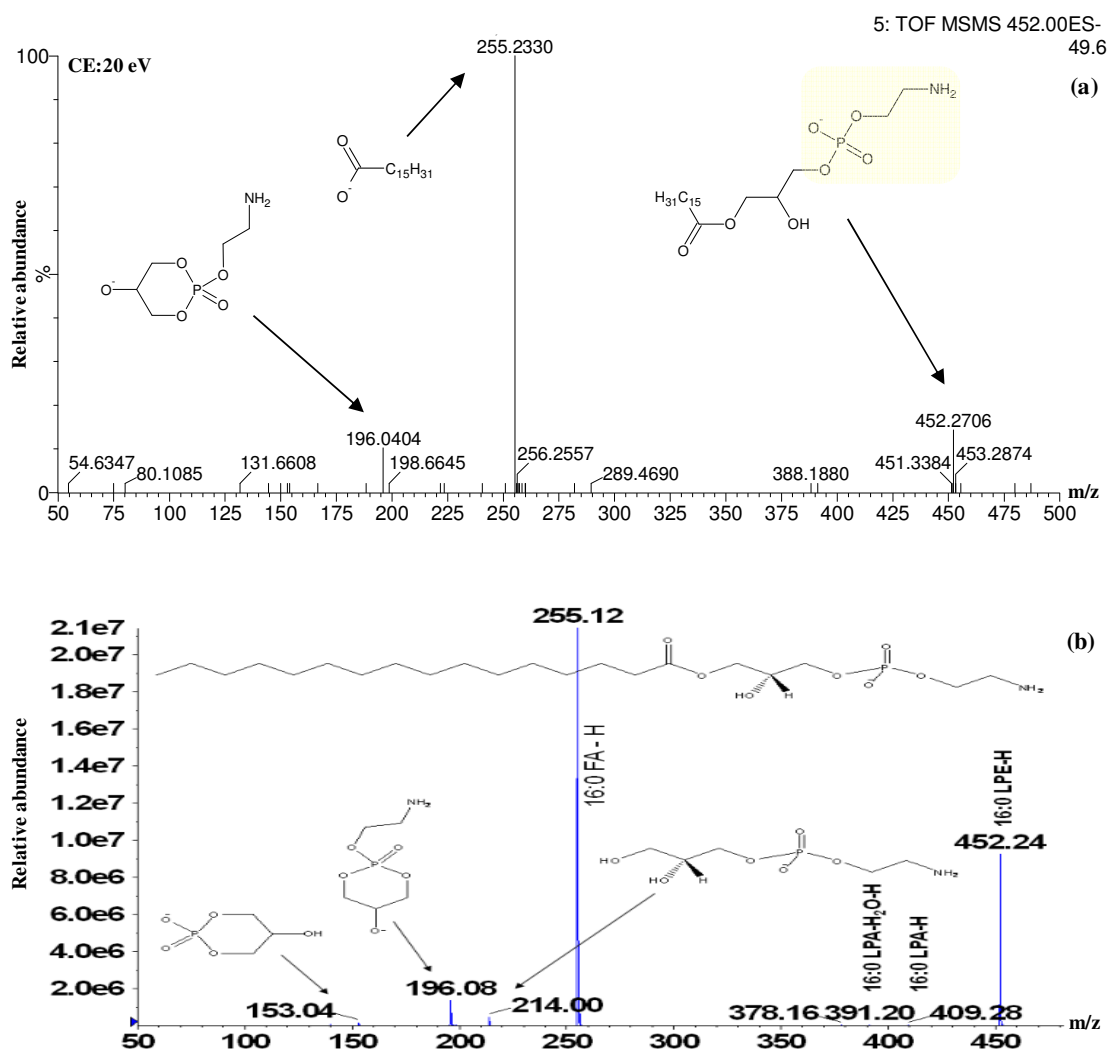 5: TOF MSMS 452.00ES-
49.6
100
CE:20 eV
255.2330
(a)
NH2
O-
O
P
O
O
H31C15
O
OH
O
O
C15H31
O-
NH2
O
O
O-
P
O
O
%
Relative abundance
196.0404
452.2706
54.6347
80.1085
131.6608
198.6645
256.2557
289.4690
388.1880
451.3384
453.2874
0
m/z
50 75 100 125 150 175 200 225 250 275 300 325 350 375 400 425 450 475 500
255.12
(b)
2.1e7
2.0e7
1.8e7
1.6e7
1.4e7
1.2e7
1.0e7
8.0e6
6.0e6
4.0e6
2.0e6
Relative abundance
O
O
HO
H
O
O
P
O-
O
NH2
16:0 FA - H
16:0 LPE-H
452.24
NH2
O
O
P
O
O
O-
HO
HO
H
O
O
P
O-
O
NH2
O-
O
P
O
O
OH
16:0 LPA-H2O-H
16:0 LPA-H
153.04
196.08
214.00
378.16
391.20
409.28
50 100 150 200 250 300 350 400 450
m/z